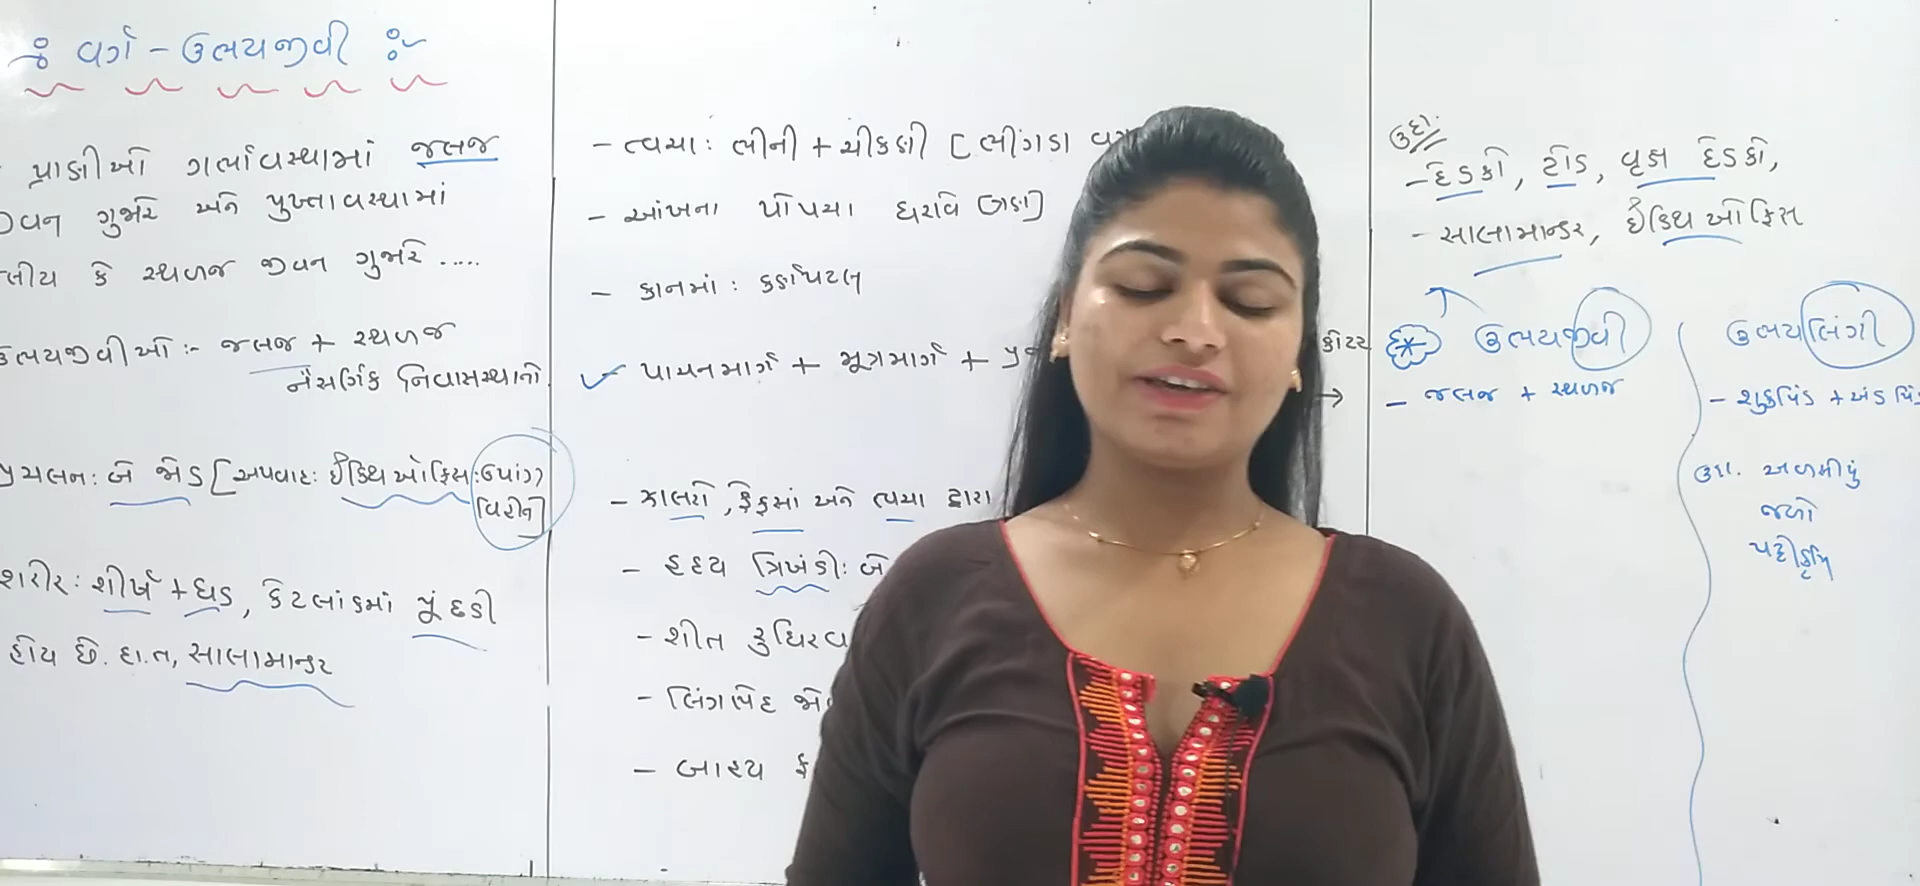 વર્ગ - ઉભયજીવી
પ્રાણીઓ ગર્ભાવસ્થામાં જલજ
જીવન ગુજારે અને પુખ્તાવસ્થામાં
કે સ્થળજ જીવન ગુજારે .....
ઉભયજીવીઓ :- જલજ + સ્થળજ
નૈસર્ગિક નિવાસસ્થાનો
પ્રચલન : બે જોડ [અપવાદ : ઈક્થિઓફિસ : ઉપાંગ
વિહીન]
શરીર : શીર્ષ + ધડ, કેટલાંકમાં પૂંછડી
હોય છે. દા.ત, સાલામાન્ડર
- ત્વચા : ભીની + ચીકણી [ભીંગડા
- આંખના પોપચા ધરાવે
- કાનમાં : કર્ણપટલ
પાચનમાર્ગ + મૂત્રમાર્ગ +
- ઝાલરો, ફેફસાં અને ત્વચા દ્વારા
- હૃદય ત્રિખંડી : બે
- શીત રુધિરવ
- લિંગભેદ
- બાહ્ય ફ
ઉદા.
- દેડકો, ટોડ, વૃક્ષ દેડકો,
- સાલામાન્ડર, ઈક્થિઓફિસ
ઉભયજીવી
- જલજ + સ્થળજ
→
ઉભયલિંગી
- શુક્રપિંડ + અંડપિંડ
ઉદા. અળસીયું
જળો
પટ્ટીકૃમિ